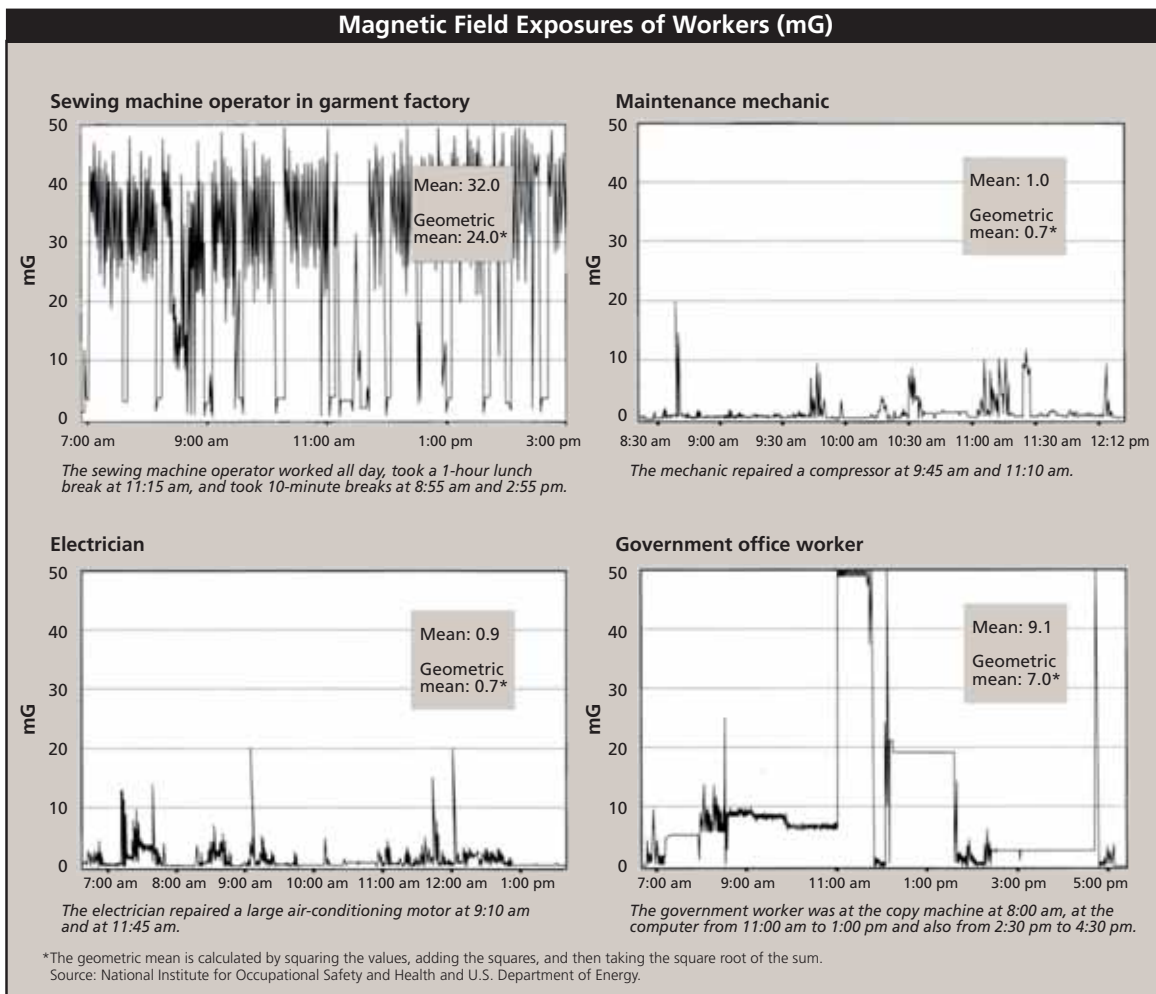 Magnetic Field Exposures of Workers (mG)
Sewing machine operator in garment factory
50
40
30
20
10
0
mG
Mean: 32.0
Geometric
mean: 24.0*
7:00 am 9:00 am 11:00 am 1:00 pm 3:00 pm
The sewing machine operator worked all day, took a 1-hour lunch
break at 11:15 am, and took 10-minute breaks at 8:55 am and 2:55 pm.
Maintenance mechanic
50
40
30
20
10
0
mG
Mean: 1.0
Geometric
mean: 0.7*
8:30 am 9:00 am 9:30 am 10:00 am 10:30 am 11:00 am 11:30 am 12:12 pm
The mechanic repaired a compressor at 9:45 am and 11:10 am.
Electrician
50
40
30
20
10
0
mG
Mean: 0.9
Geometric
mean: 0.7*
7:00 am 8:00 am 9:00 am 10:00 am 11:00 am 12:00 am 1:00 pm
The electrician repaired a large air-conditioning motor at 9:10 am
and at 11:45 am.
Government office worker
50
40
30
20
10
0
mG
Mean: 9.1
Geometric
mean: 7.0*
7:00 am 9:00 am 11:00 am 1:00 pm 3:00 pm 5:00 pm
The government worker was at the copy machine at 8:00 am, at the
computer from 11:00 am to 1:00 pm and also from 2:30 pm to 4:30 pm.
*The geometric mean is calculated by squaring the values, adding the squares, and then taking the square root of the sum.
Source: National Institute for Occupational Safety and Health and U.S. Department of Energy.